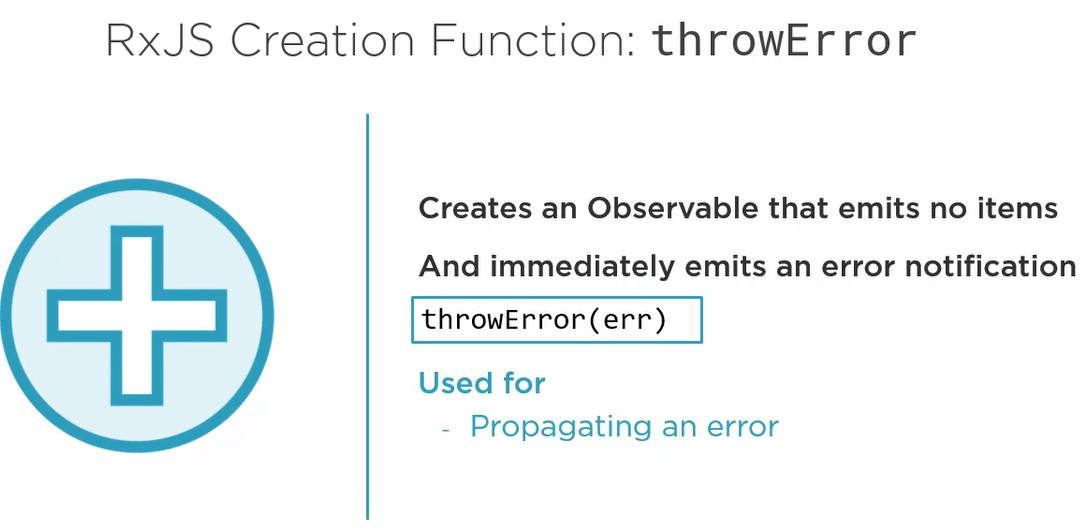 RxJS Creation Function: throwError
Creates an Observable that emits no items
And immediately emits an error notification
throwError(err)
Used for
- Propagating an error